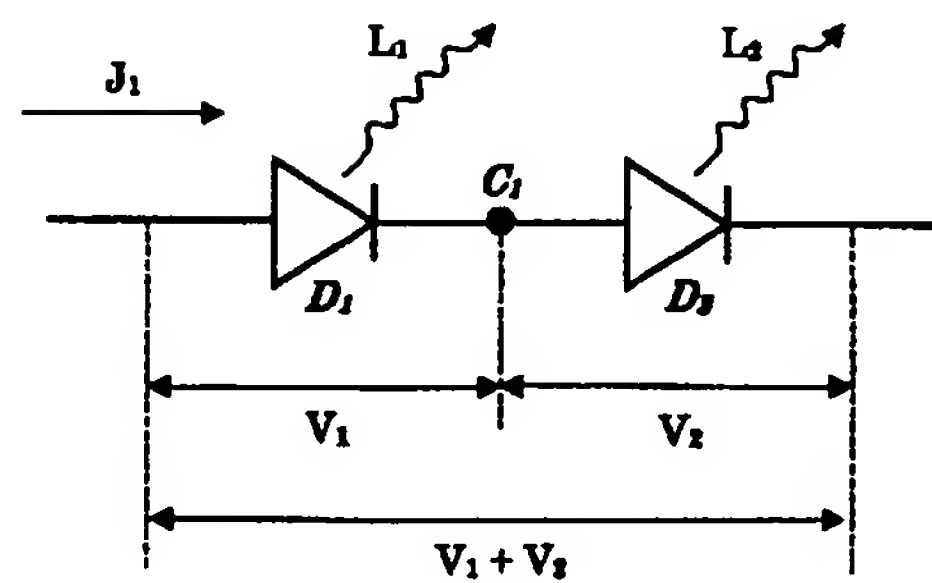 L₁ L₂
J₁
C₁
D₁ D₂
V₁ V₂
V₁ + V₂